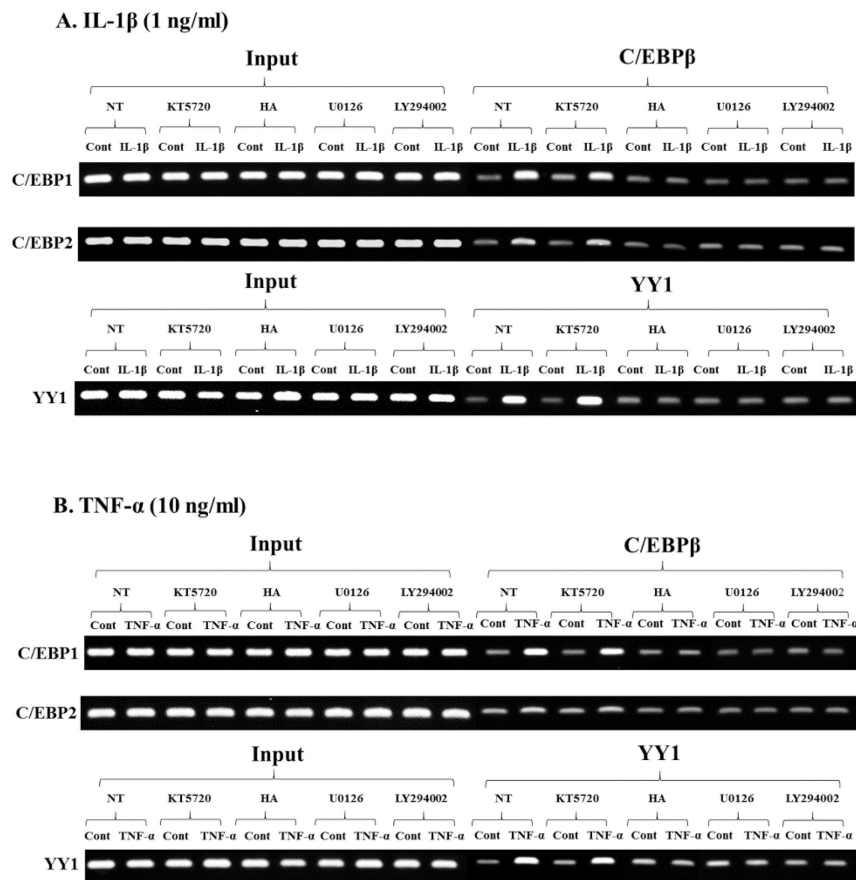 A. IL-1β (1 ng/ml)
Input C/EBPβ
NT KT5720 HA U0126 LY294002 NT KT5720 HA U0126 LY294002
Cont IL-1β Cont IL-1β Cont IL-1β Cont IL-1β Cont IL-1β Cont IL-1β Cont IL-1β Cont IL-1β Cont IL-1β Cont IL-1β
C/EBP1
C/EBP2
Input YY1
NT KT5720 HA U0126 LY294002 NT KT5720 HA U0126 LY294002
Cont IL-1β Cont IL-1β Cont IL-1β Cont IL-1β Cont IL-1β Cont IL-1β Cont IL-1β Cont IL-1β Cont IL-1β Cont IL-1β
YY1
B. TNF-α (10 ng/ml)
Input C/EBPβ
NT KT5720 HA U0126 LY294002 NT KT5720 HA U0126 LY294002
Cont TNF-α Cont TNF-α Cont TNF-α Cont TNF-α Cont TNF-α Cont TNF-α Cont TNF-α Cont TNF-α Cont TNF-α Cont TNF-α
C/EBP1
C/EBP2
Input YY1
NT KT5720 HA U0126 LY294002 NT KT5720 HA U0126 LY294002
Cont TNF-α Cont TNF-α Cont TNF-α Cont TNF-α Cont TNF-α Cont TNF-α Cont TNF-α Cont TNF-α Cont TNF-α Cont TNF-α
YY1